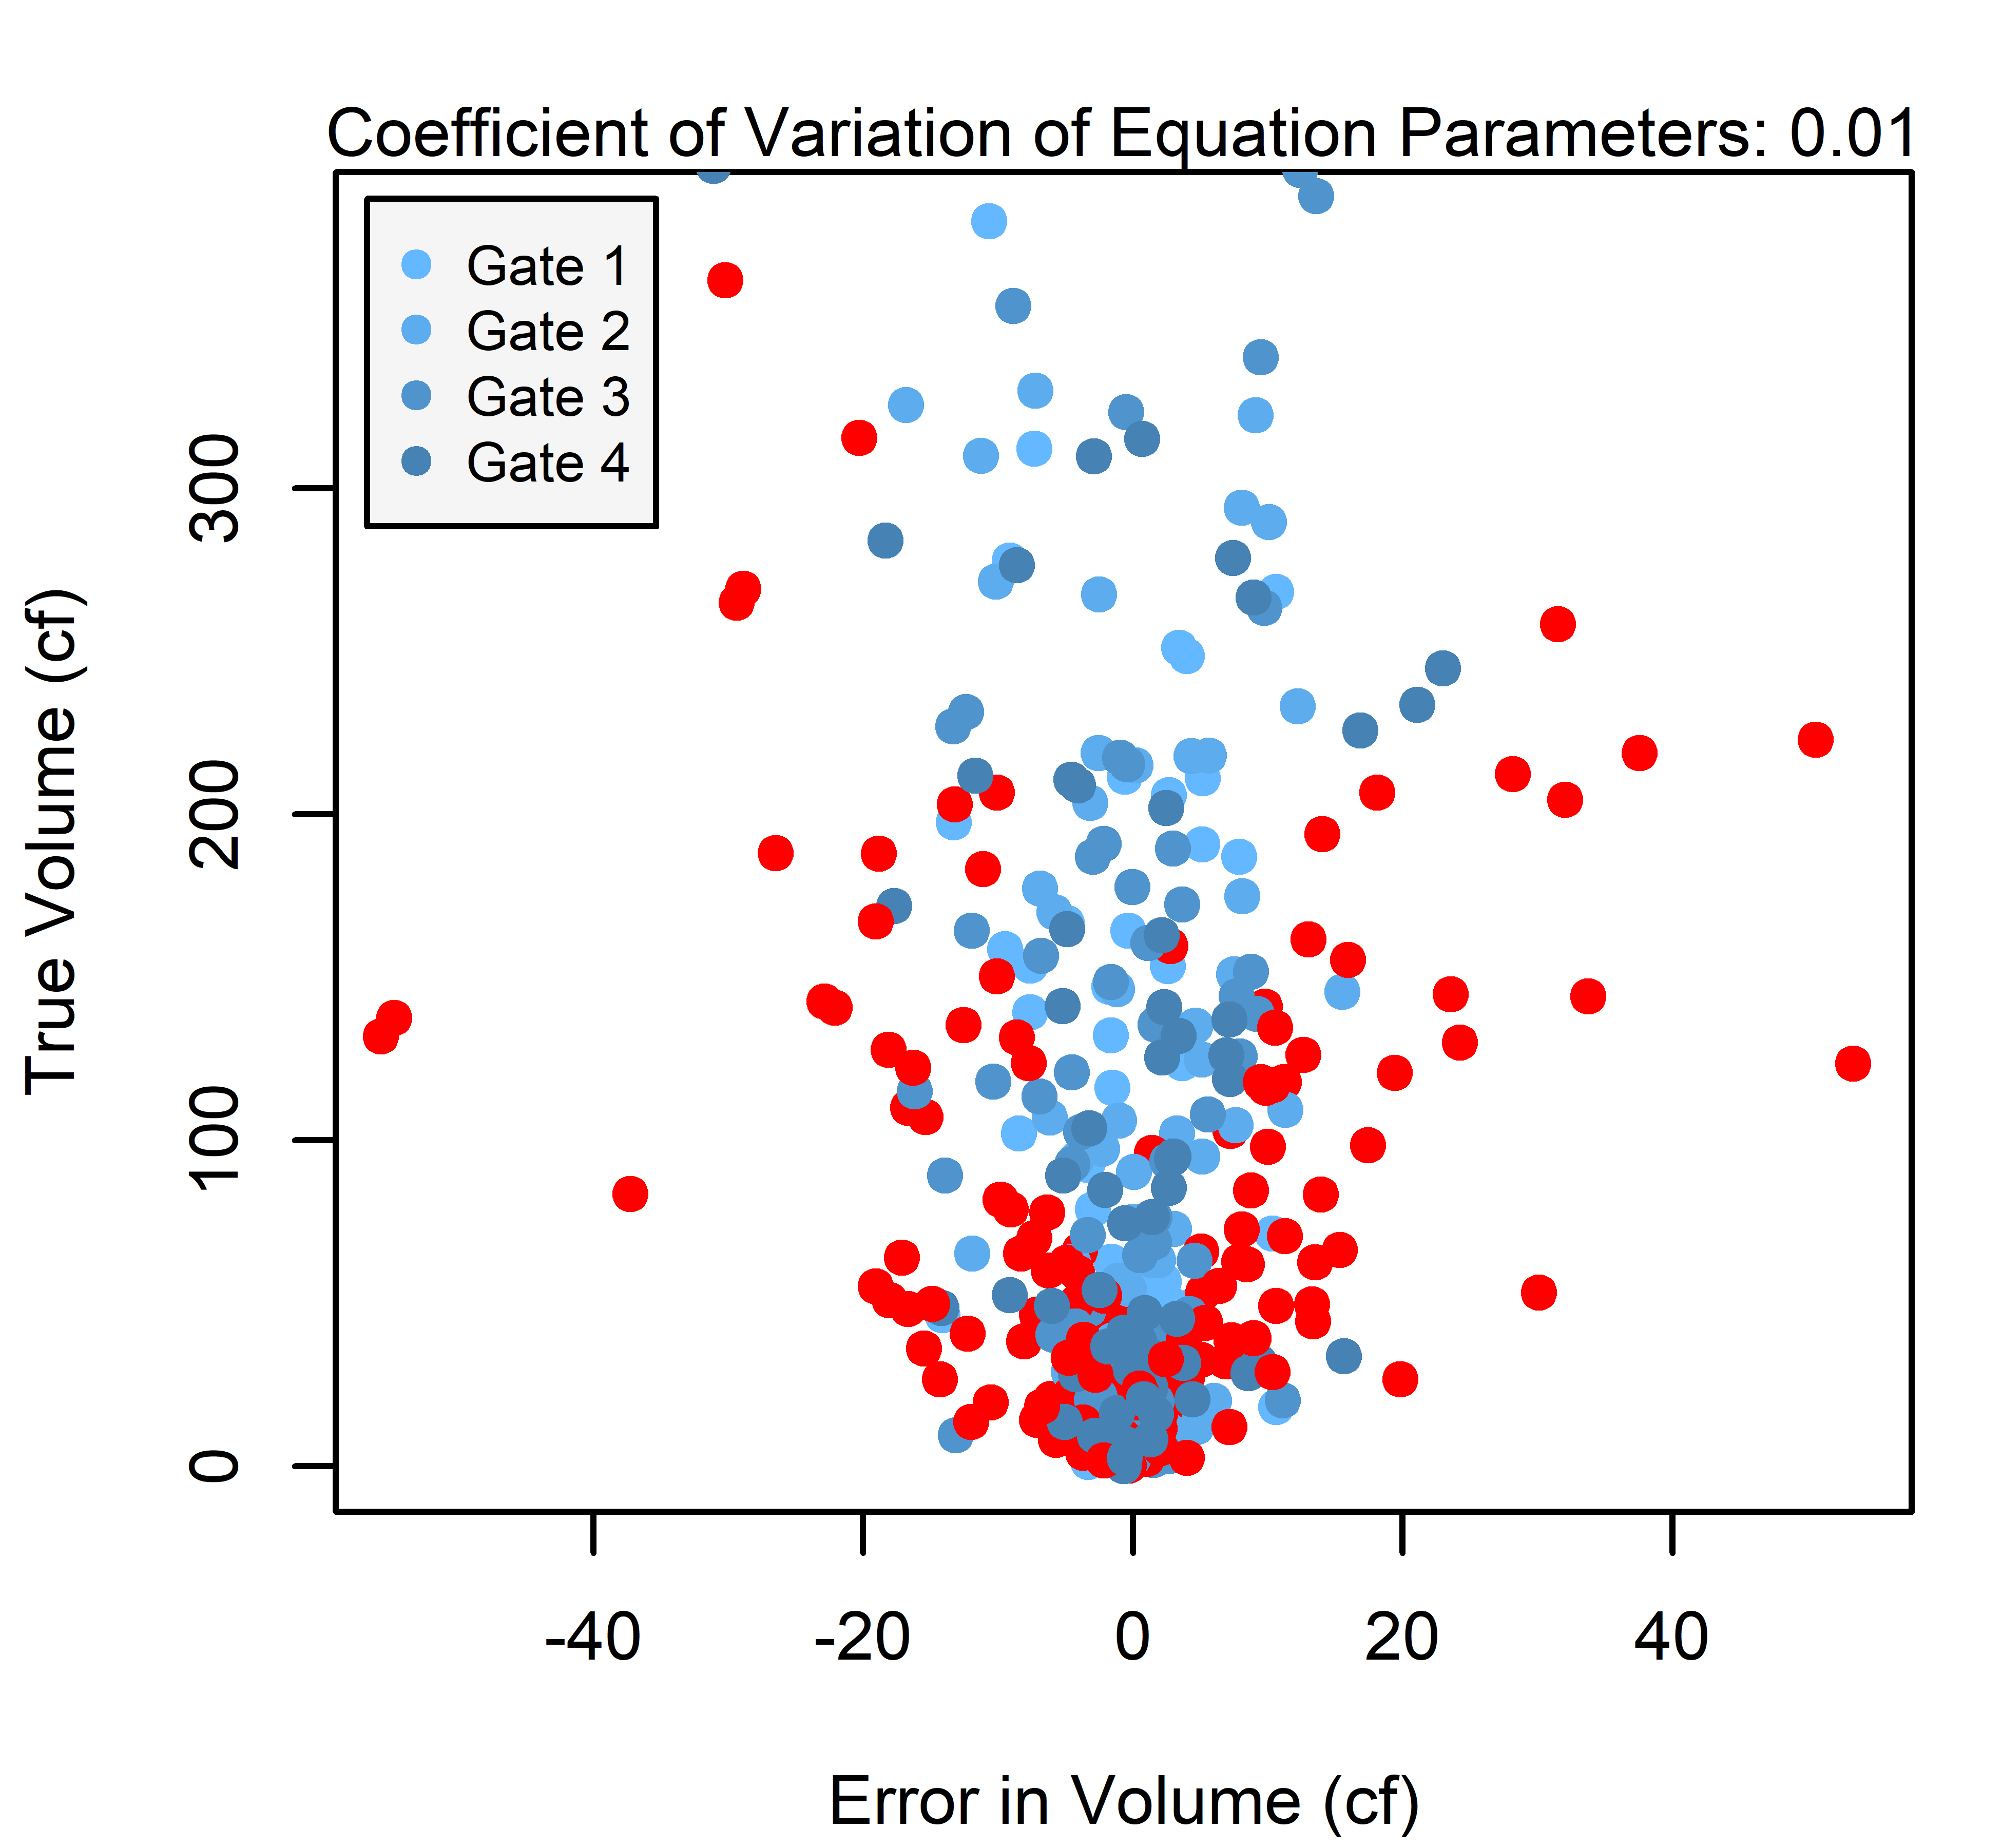 Coefficient of Variation of Equation Parameters: 0.01
Gate 1
Gate 2
Gate 3
Gate 4
True Volume (cf)
300
200
100
0
-40
-20
0
20
40
Error in Volume (cf)